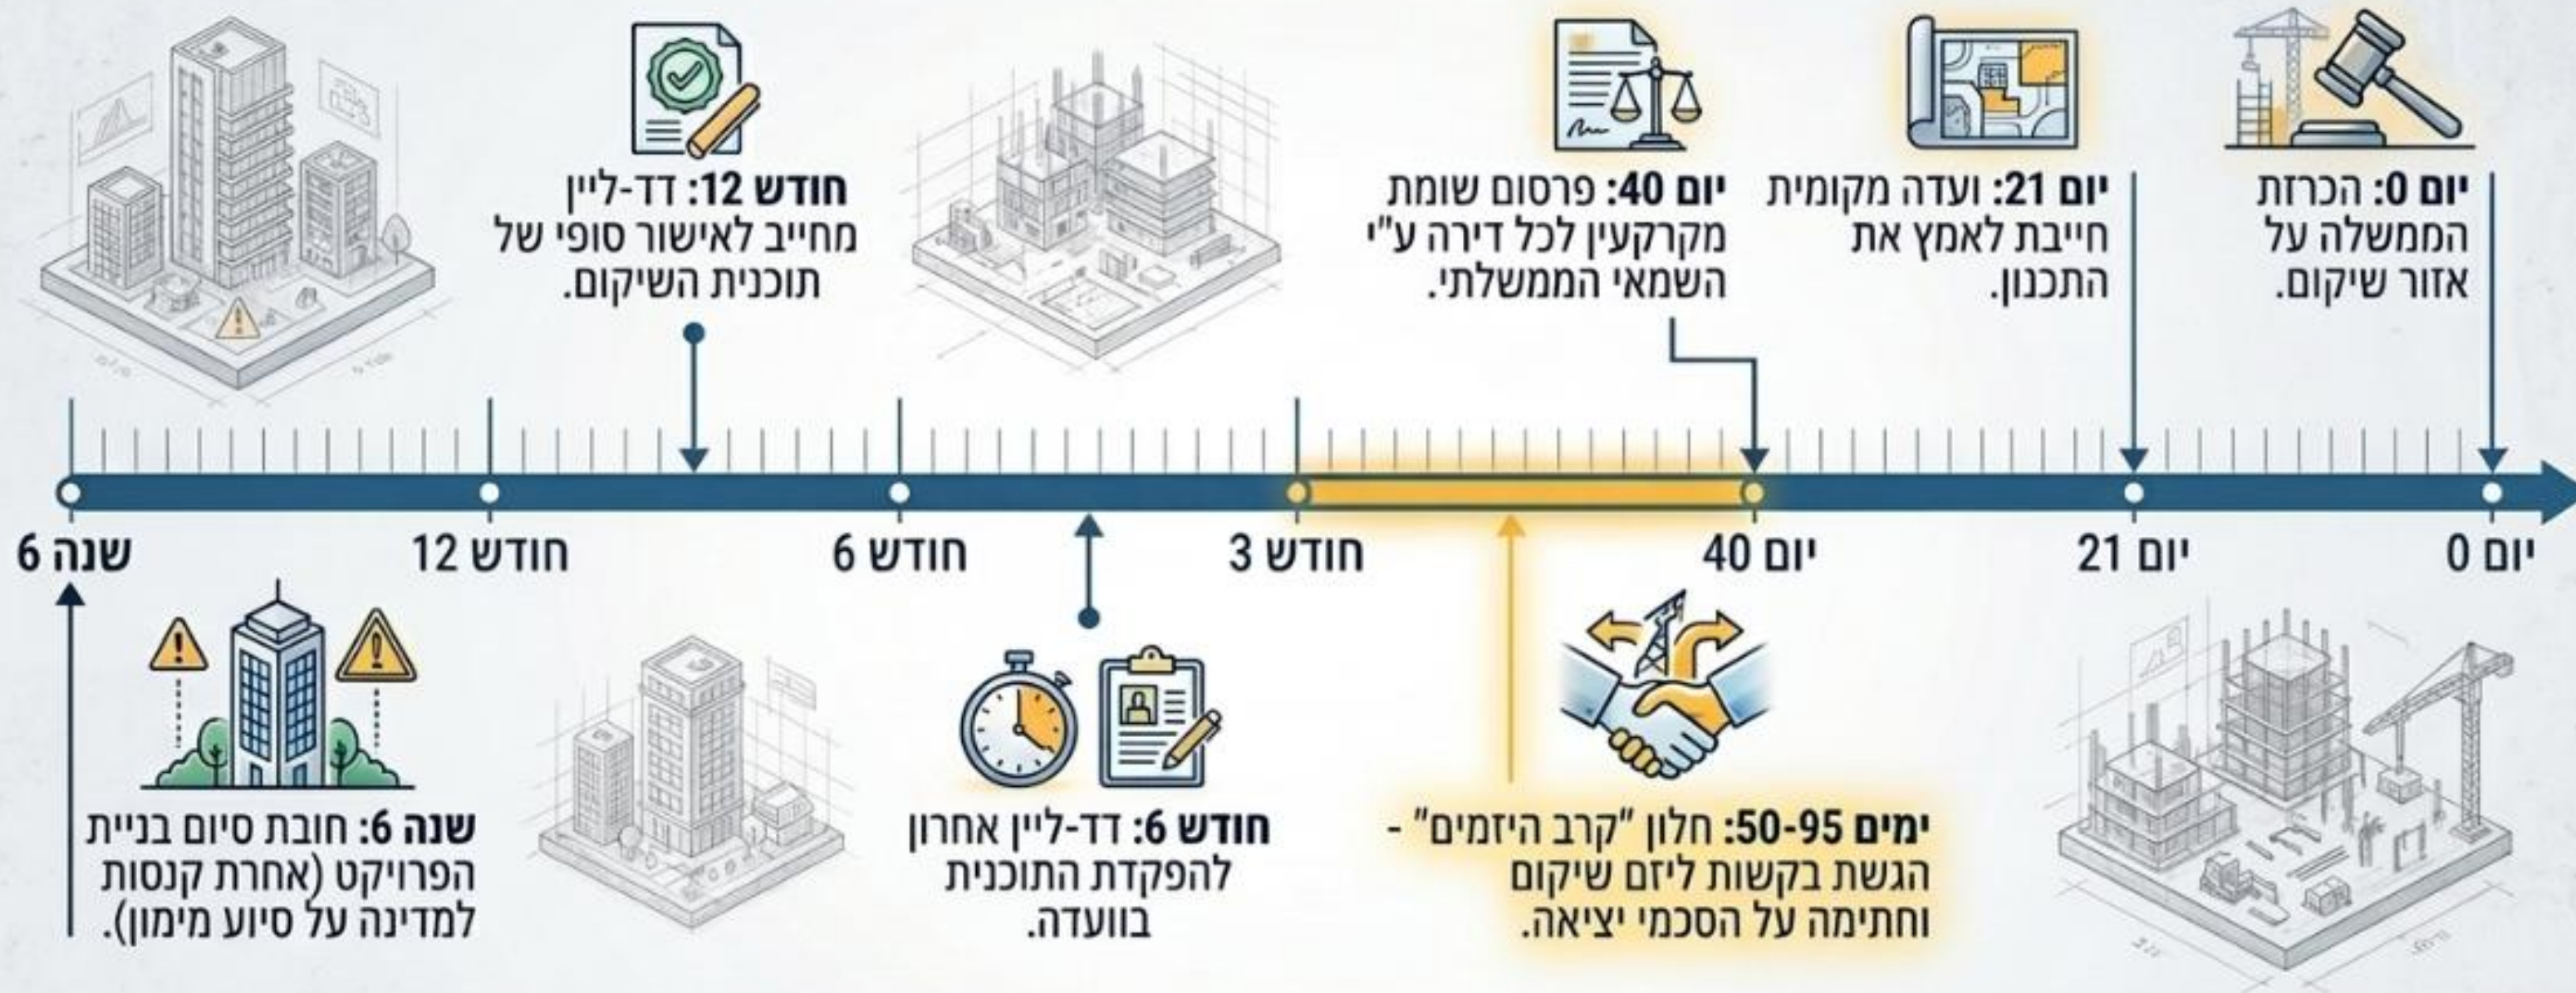 יום 0: הכרזת
הממשלה על
אזור שיקום.
יום 21: ועדה מקומית
חייבת לאמץ את
התכנון.
יום 40: פרסום שומת
מקרקעין לכל דירה ע"י
השמאי הממשלתי.
חודש 12: דד-ליין
מחייב לאישור סופי של
תוכנית השיקום.
יום 0
יום 21
יום 40
חודש 3
חודש 6
חודש 12
שנה 6
ימים 50-95: חלון "קרב היזמים" -
הגשת בקשות ליזם שיקום
וחתימה על הסכמי יציאה.
חודש 6: דד-ליין אחרון
להפקדת התוכנית
בוועדה.
שנה 6: חובת סיום בניית
הפרויקט (אחרת קנסות
למדינה על סיוע מימון).